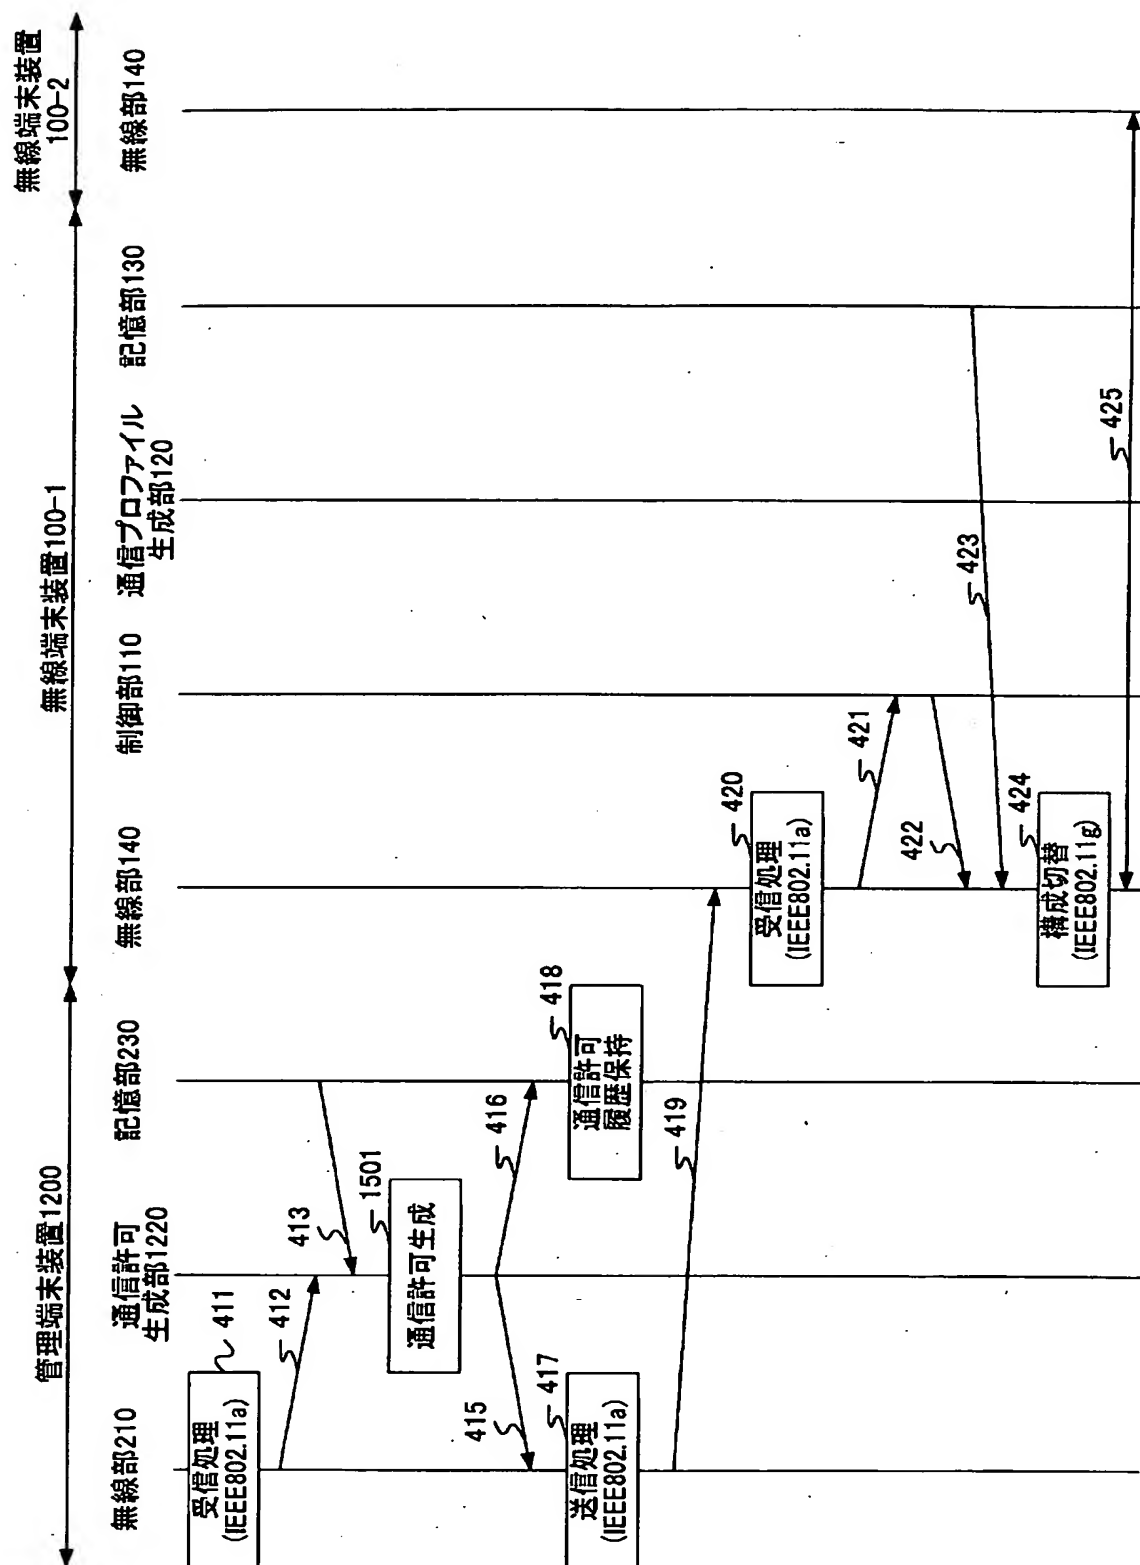 管理端末装置1200
無線端末装置100-1
無線端末装置
100-2
無線部210
通信許可
生成部1220
記憶部230
無線部140
制御部110
通信プロファイル
生成部120
記憶部130
無線部140
受信処理
(IEEE802.11a)
411
412
413
1501
通信許可生成
415
416
417
送信処理
(IEEE802.11a)
418
通信許可
履歴保持
419
420
受信処理
(IEEE802.11a)
421
422
423
424
構成切替
(IEEE802.11g)
425